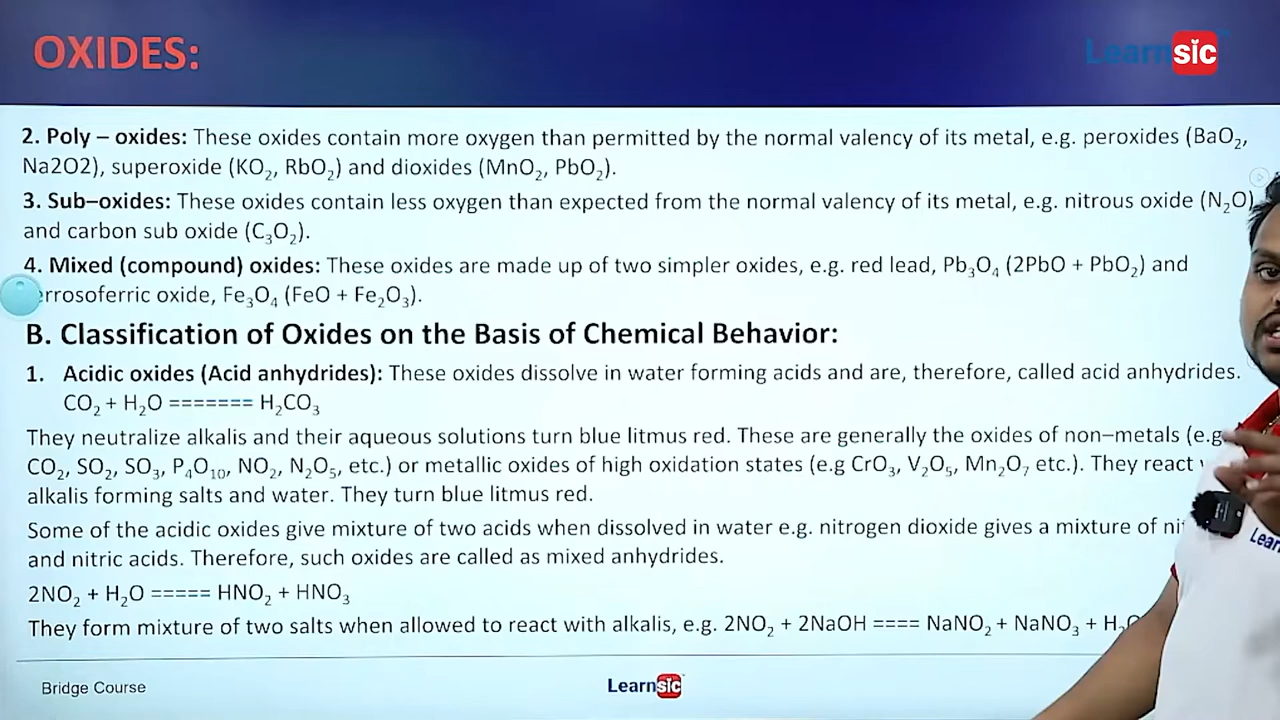 OXIDES:
Learnsic
2. Poly – oxides: These oxides contain more oxygen than permitted by the normal valency of its metal, e.g. peroxides (BaO₂,
Na2O2), superoxide (KO₂, RbO₂) and dioxides (MnO₂, PbO₂).
3. Sub–oxides: These oxides contain less oxygen than expected from the normal valency of its metal, e.g. nitrous oxide (N₂O)
and carbon sub oxide (C₃O₂).
4. Mixed (compound) oxides: These oxides are made up of two simpler oxides, e.g. red lead, Pb₃O₄ (2PbO + PbO₂) and
errosoferric oxide, Fe₃O₄ (FeO + Fe₂O₃).
B. Classification of Oxides on the Basis of Chemical Behavior:
1. Acidic oxides (Acid anhydrides): These oxides dissolve in water forming acids and are, therefore, called acid anhydrides.
CO₂ + H₂O ======= H₂CO₃
They neutralize alkalis and their aqueous solutions turn blue litmus red. These are generally the oxides of non–metals (e.g.
CO₂, SO₂, SO₃, P₄O₁₀, NO₂, N₂O₅, etc.) or metallic oxides of high oxidation states (e.g CrO₃, V₂O₅, Mn₂O₇ etc.). They react
alkalis forming salts and water. They turn blue litmus red.
Some of the acidic oxides give mixture of two acids when dissolved in water e.g. nitrogen dioxide gives a mixture of
and nitric acids. Therefore, such oxides are called as mixed anhydrides.
2NO₂ + H₂O ===== HNO₂ + HNO₃
They form mixture of two salts when allowed to react with alkalis, e.g. 2NO₂ + 2NaOH ==== NaNO₂ + NaNO₃ + H₂O
Bridge Course
Learnsic